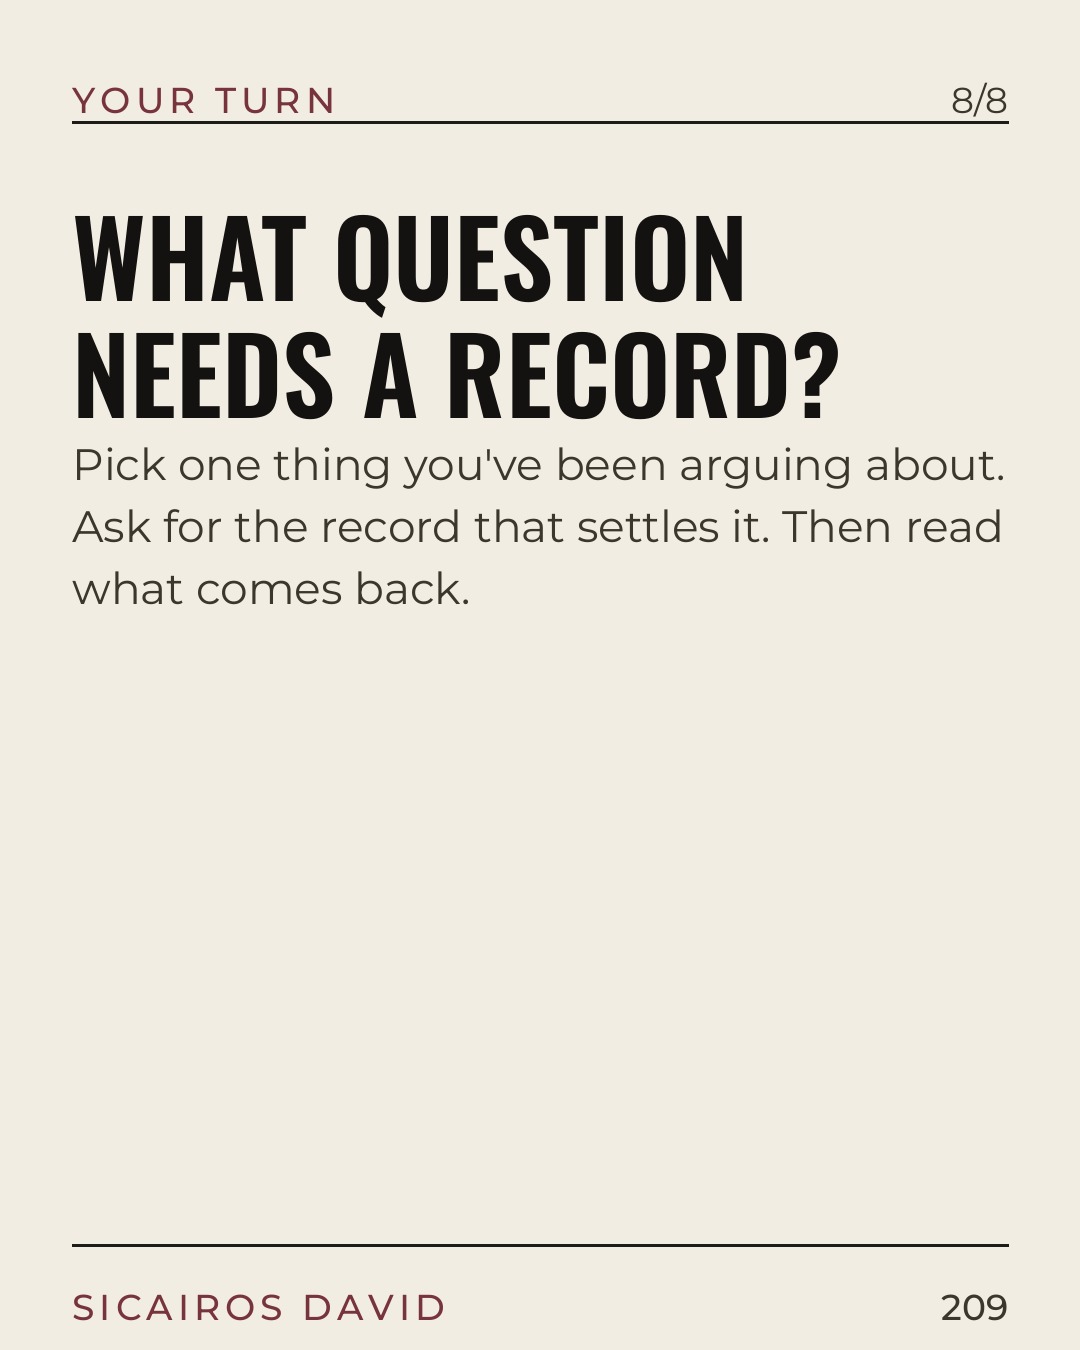 YOUR TURN
8/8
WHAT QUESTION
NEEDS A RECORD?
Pick one thing you've been arguing about.
Ask for the record that settles it. Then read
what comes back.
SICAIROS DAVID
209